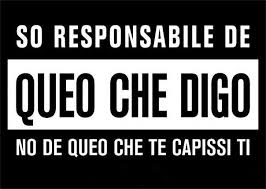 SO RESPONSABILE DE
QUEO CHE DIGO
NO DE QUEO CHE TE CAPISSI TI